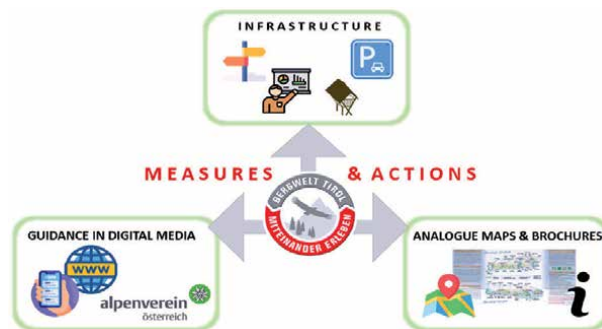 INFRASTRUCTURE
P
MEASURES & ACTIONS
BERGWELT TIROL
MITEINANDER ERLEBEN
GUIDANCE IN DIGITAL MEDIA
WWW
alpenverein
österreich
ANALOGUE MAPS & BROCHURES
i